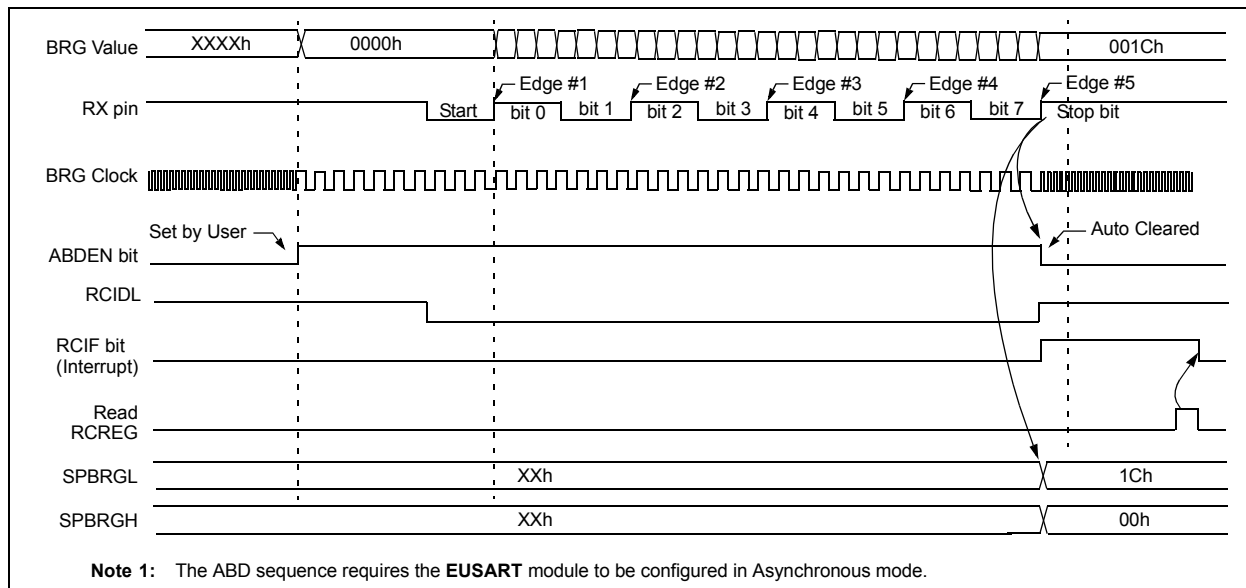 BRG Value XXXXh 0000h 001Ch
Edge #1 Edge #2 Edge #3 Edge #4 Edge #5
RX pin Start bit 0 bit 1 bit 2 bit 3 bit 4 bit 5 bit 6 bit 7 Stop bit
BRG Clock
Set by User Auto Cleared
ABDEN bit
RCIDL
RCIF bit
(Interrupt)
Read
RCREG
SPBRGL XXh 1Ch
SPBRGH XXh 00h
Note 1: The ABD sequence requires the EUSART module to be configured in Asynchronous mode.